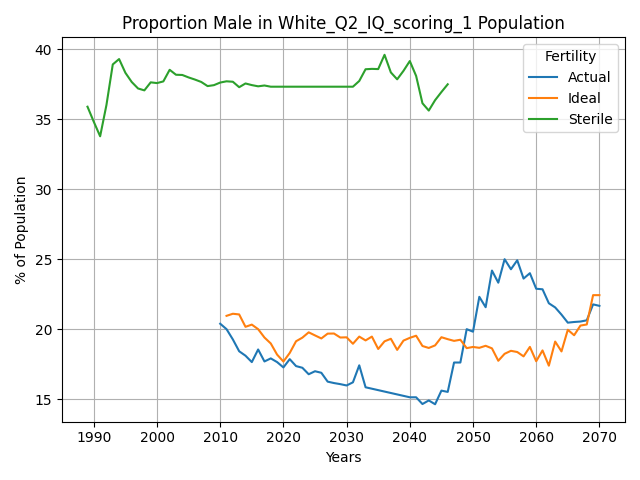 Proportion Male in White_Q2_IQ_scoring_1 Population
Fertility
Actual
Ideal
Sterile
% of Population
40
35
30
25
20
15
1990 2000 2010 2020 2030 2040 2050 2060 2070
Years